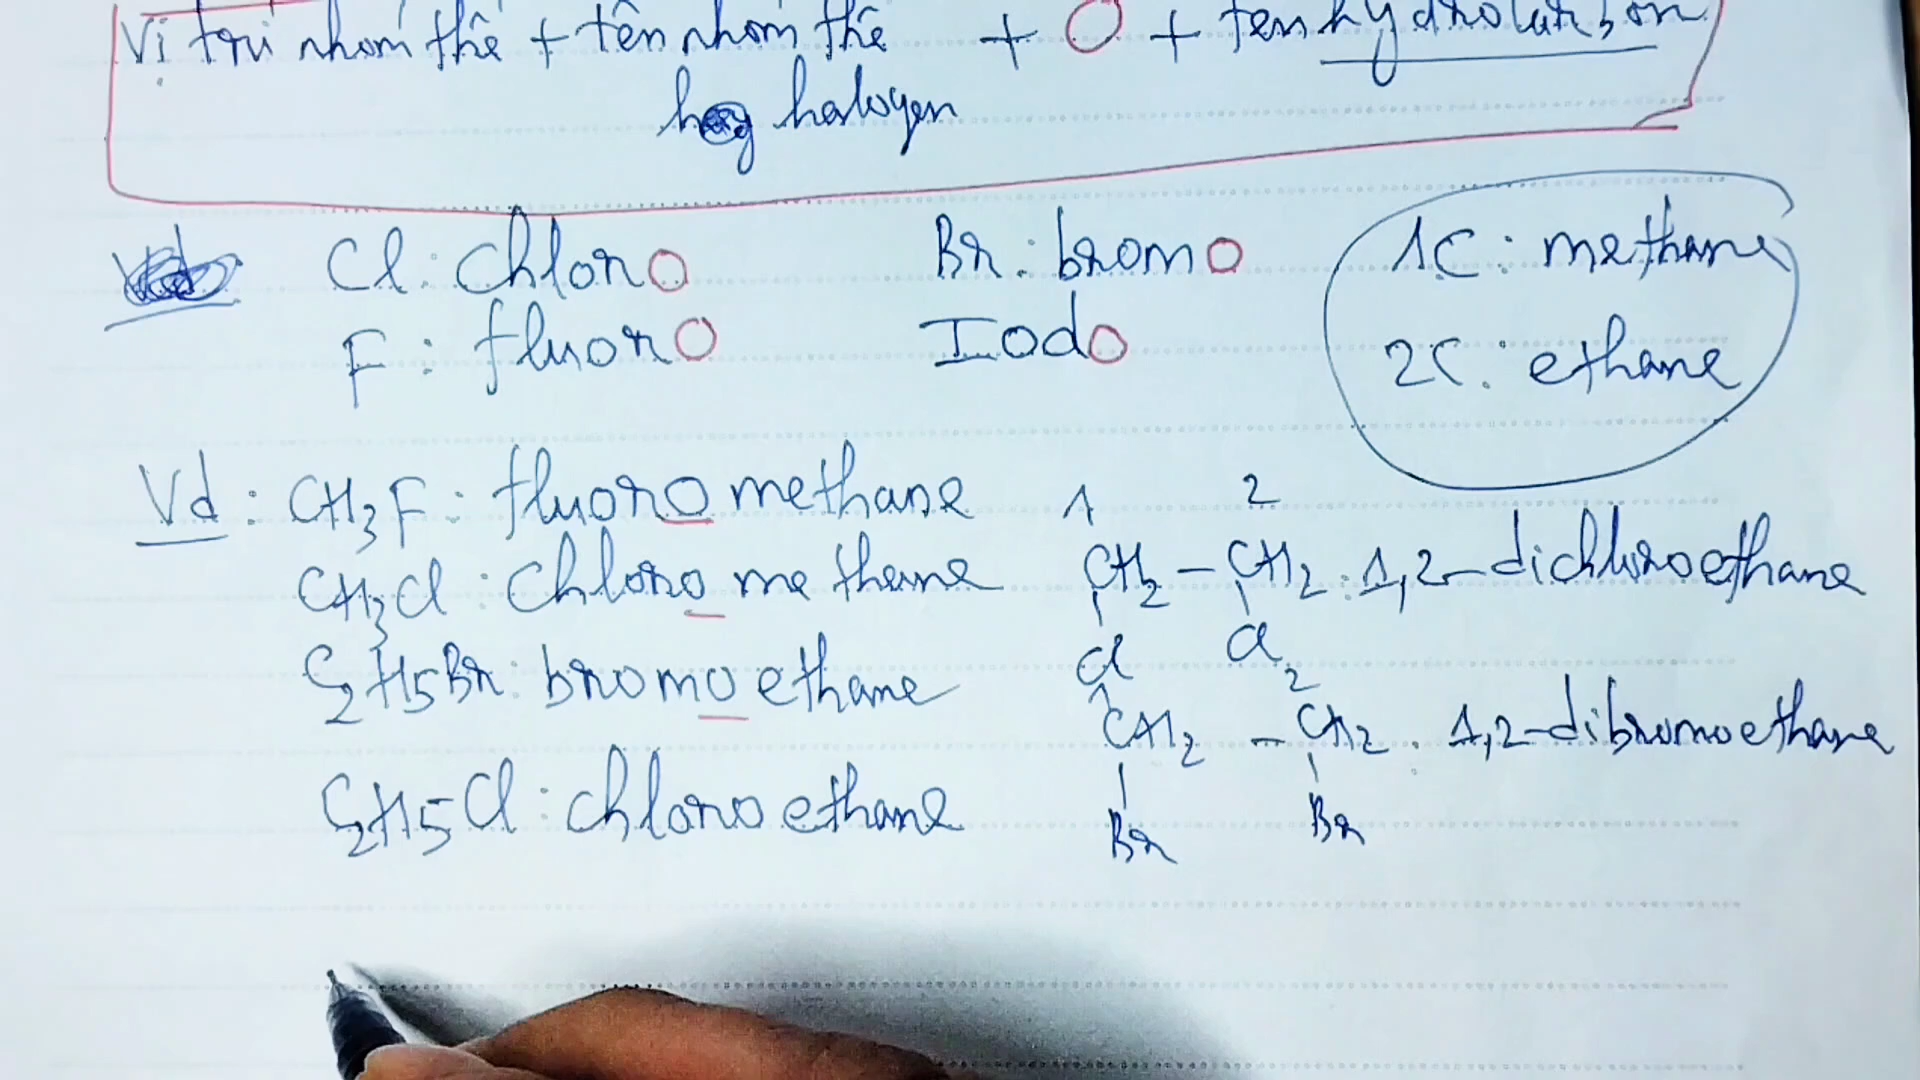 Vị trí nhóm thế + tên nhóm thế + O + tên hydrocarbon
halogen
Cl : chloro Br : bromo 1C : methane
F : fluoro Iodo 2C : ethane
Vd : CH3F : fluoromethane 1 2
CH3Cl : chloromethane CH2 – CH2 : 1,2-dichloroethane
Cl Cl
C2H5Br : bromoethane 1 2
CH2 – CH2 : 1,2-dibromoethane
C2H5Cl : chloroethane Br Br